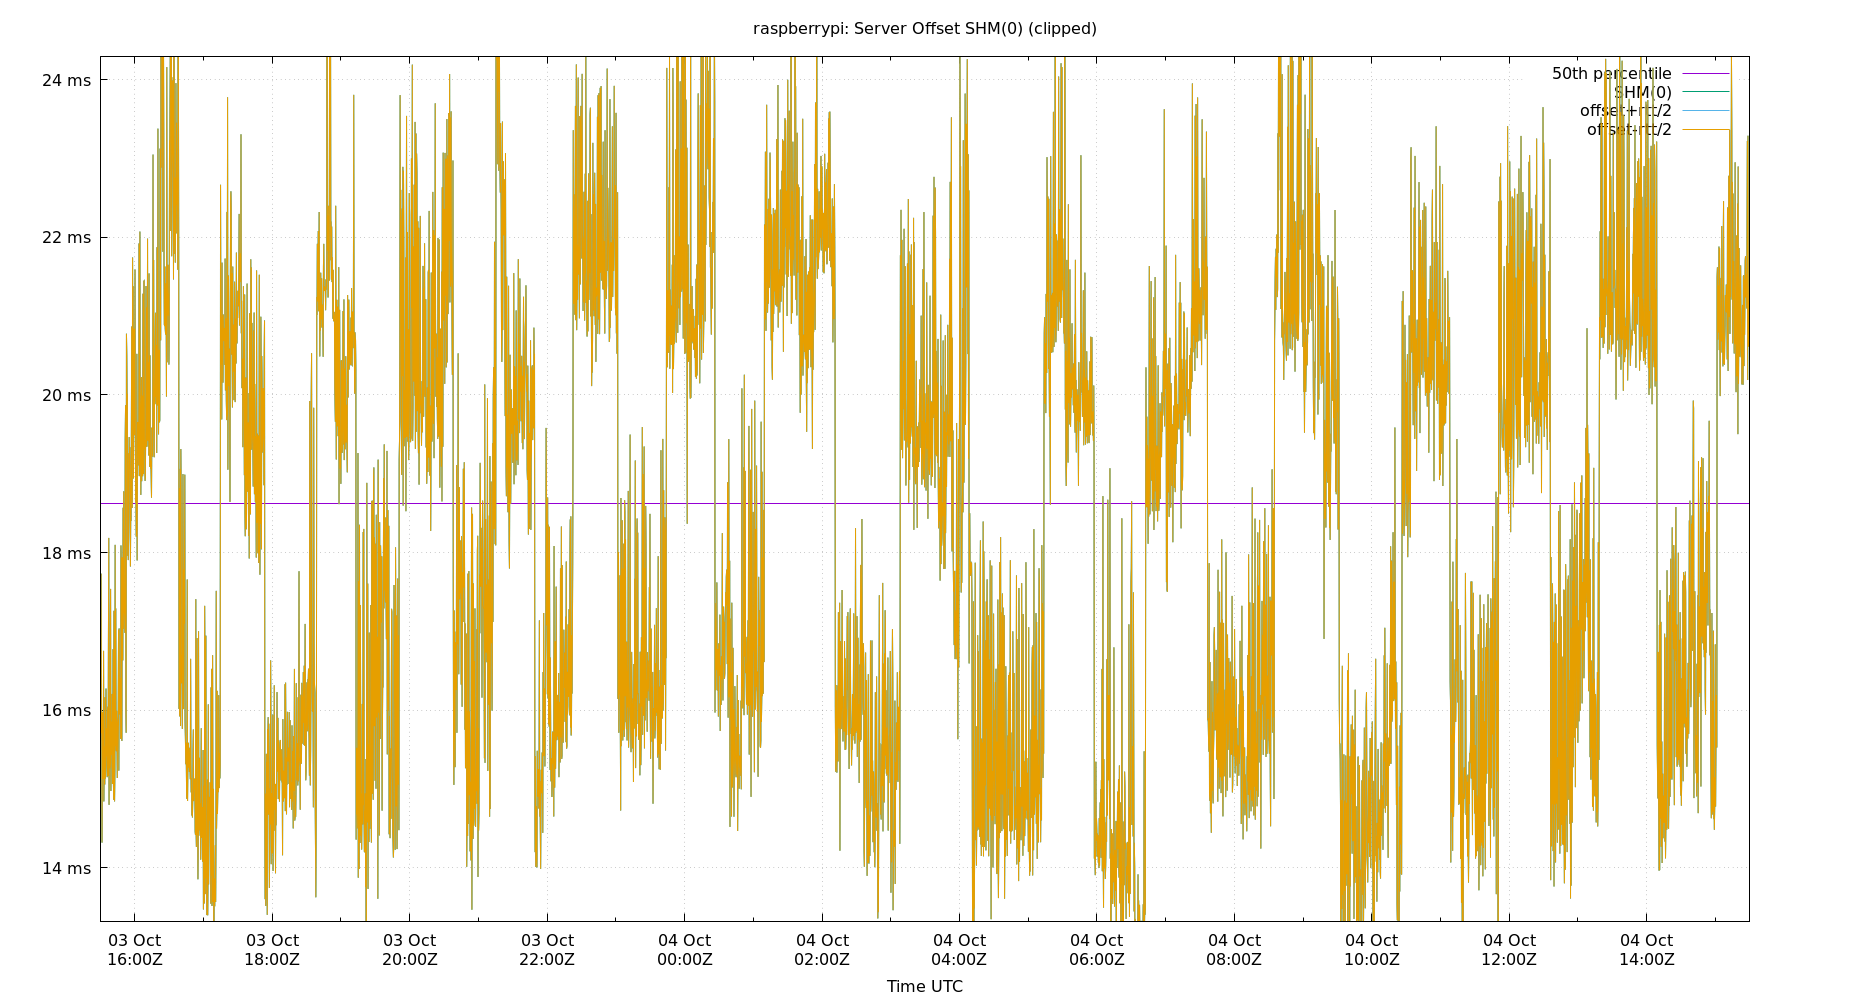 raspberrypi: Server Offset SHM(0) (clipped)
50th percentile
SHM(0)
offset+rtt/2
offset-rtt/2
24 ms
22 ms
20 ms
18 ms
16 ms
14 ms
03 Oct 03 Oct 03 Oct 03 Oct 04 Oct 04 Oct 04 Oct 04 Oct 04 Oct 04 Oct 04 Oct 04 Oct
16:00Z 18:00Z 20:00Z 22:00Z 00:00Z 02:00Z 04:00Z 06:00Z 08:00Z 10:00Z 12:00Z 14:00Z
Time UTC